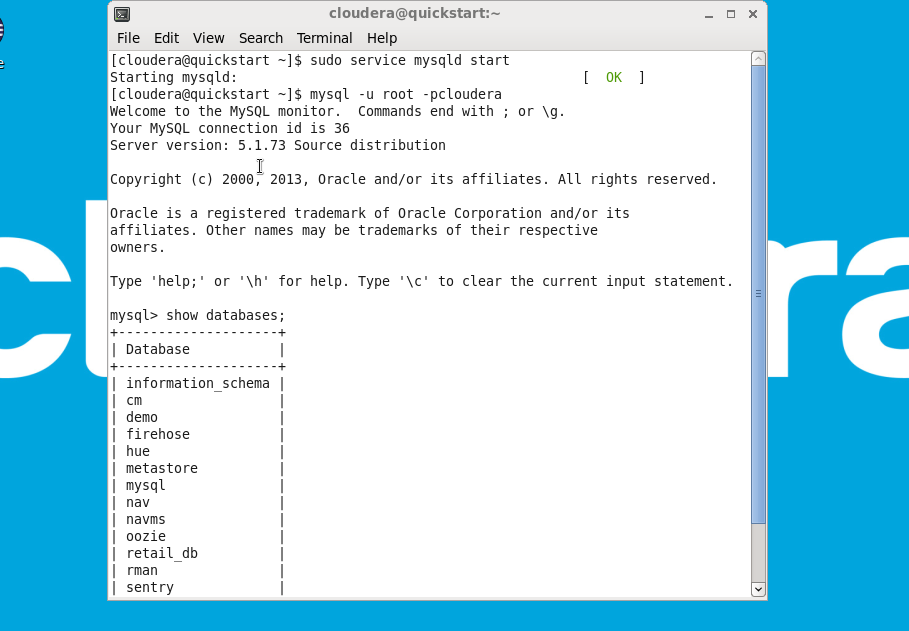 cloudera@quickstart:~
File Edit View Search Terminal Help
[cloudera@quickstart ~]$ sudo service mysqld start
Starting mysqld:                                           [  OK  ]
[cloudera@quickstart ~]$ mysql -u root -pcloudera
Welcome to the MySQL monitor.  Commands end with ; or \g.
Your MySQL connection id is 36
Server version: 5.1.73 Source distribution

Copyright (c) 2000, 2013, Oracle and/or its affiliates. All rights reserved.

Oracle is a registered trademark of Oracle Corporation and/or its
affiliates. Other names may be trademarks of their respective
owners.

Type 'help;' or '\h' for help. Type '\c' to clear the current input statement.

mysql> show databases;
+--------------------+
| Database           |
+--------------------+
| information_schema |
| cm                 |
| demo               |
| firehose           |
| hue                |
| metastore          |
| mysql              |
| nav                |
| navms              |
| oozie              |
| retail_db          |
| rman               |
| sentry             |